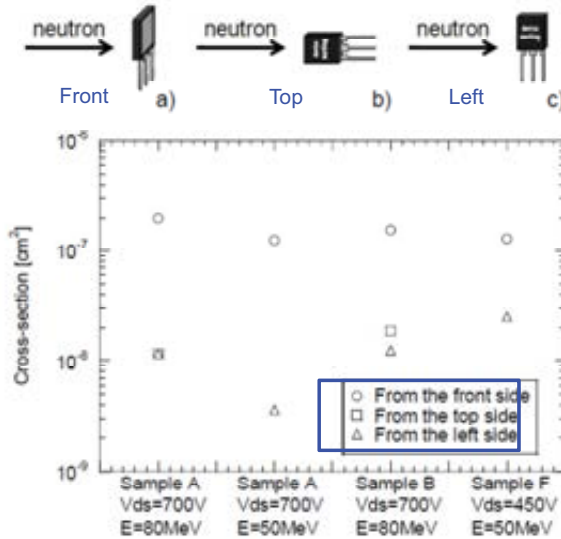 neutron neutron neutron
Front a) Top b) Left c)
10⁻⁵
10⁻⁶
10⁻⁷
10⁻⁸
10⁻⁹
Cross-section [cm²]
From the front side
From the top side
From the left side
Sample A Sample A Sample B Sample F
Vds=700V Vds=700V Vds=700V Vds=450V
E=80MeV E=50MeV E=80MeV E=50MeV